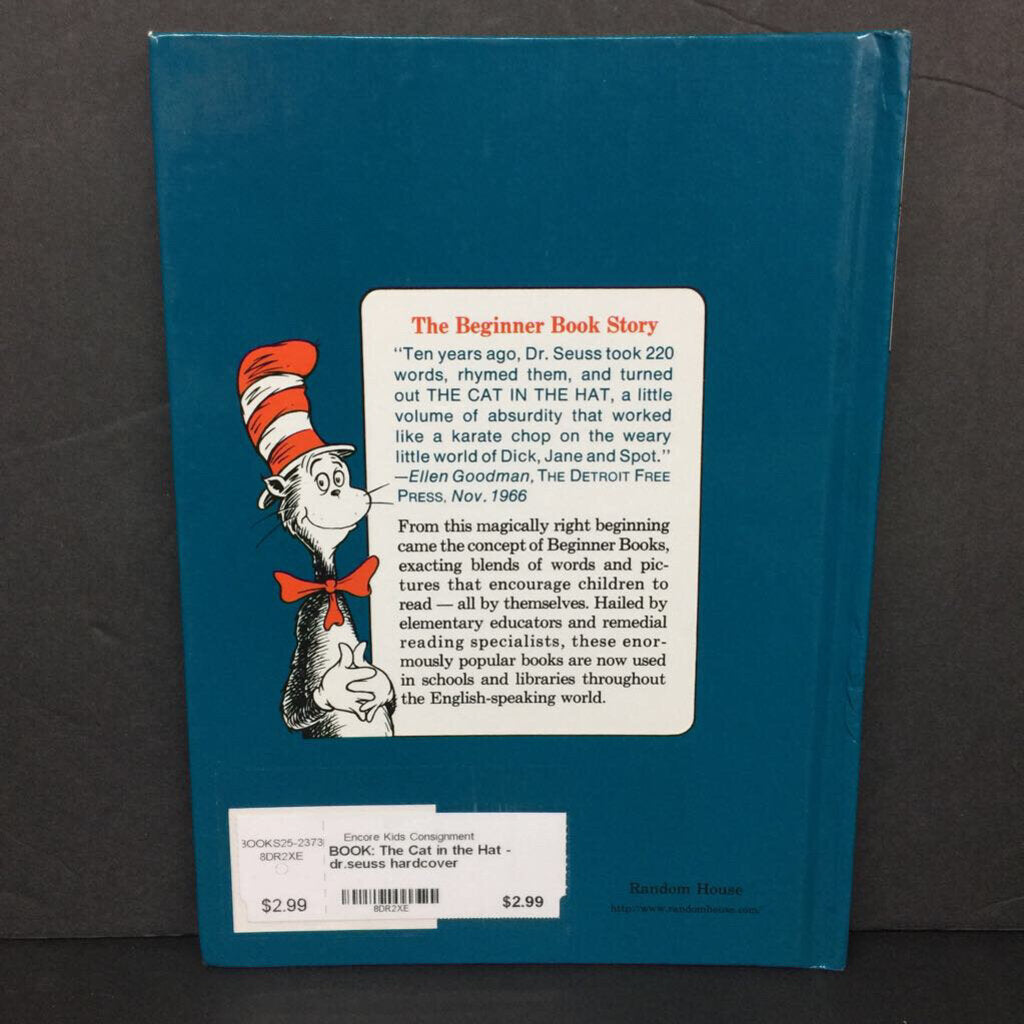 The Beginner Book Story
"Ten years ago, Dr. Seuss took 220
words, rhymed them, and turned
out THE CAT IN THE HAT, a little
volume of absurdity that worked
like a karate chop on the weary
little world of Dick, Jane and Spot."
—Ellen Goodman, THE DETROIT FREE
PRESS, Nov. 1966
From this magically right beginning
came the concept of Beginner Books,
exacting blends of words and pic-
tures that encourage children to
read — all by themselves. Hailed by
elementary educators and remedial
reading specialists, these enor-
mously popular books are now used
in schools and libraries throughout
the English-speaking world.
BOOKS25-2373
8DR2XE
$2.99
Encore Kids Consignment
BOOK: The Cat in the Hat -
dr.seuss hardcover
8DR2XE
$2.99
Random House
http://www.randomhouse.com/